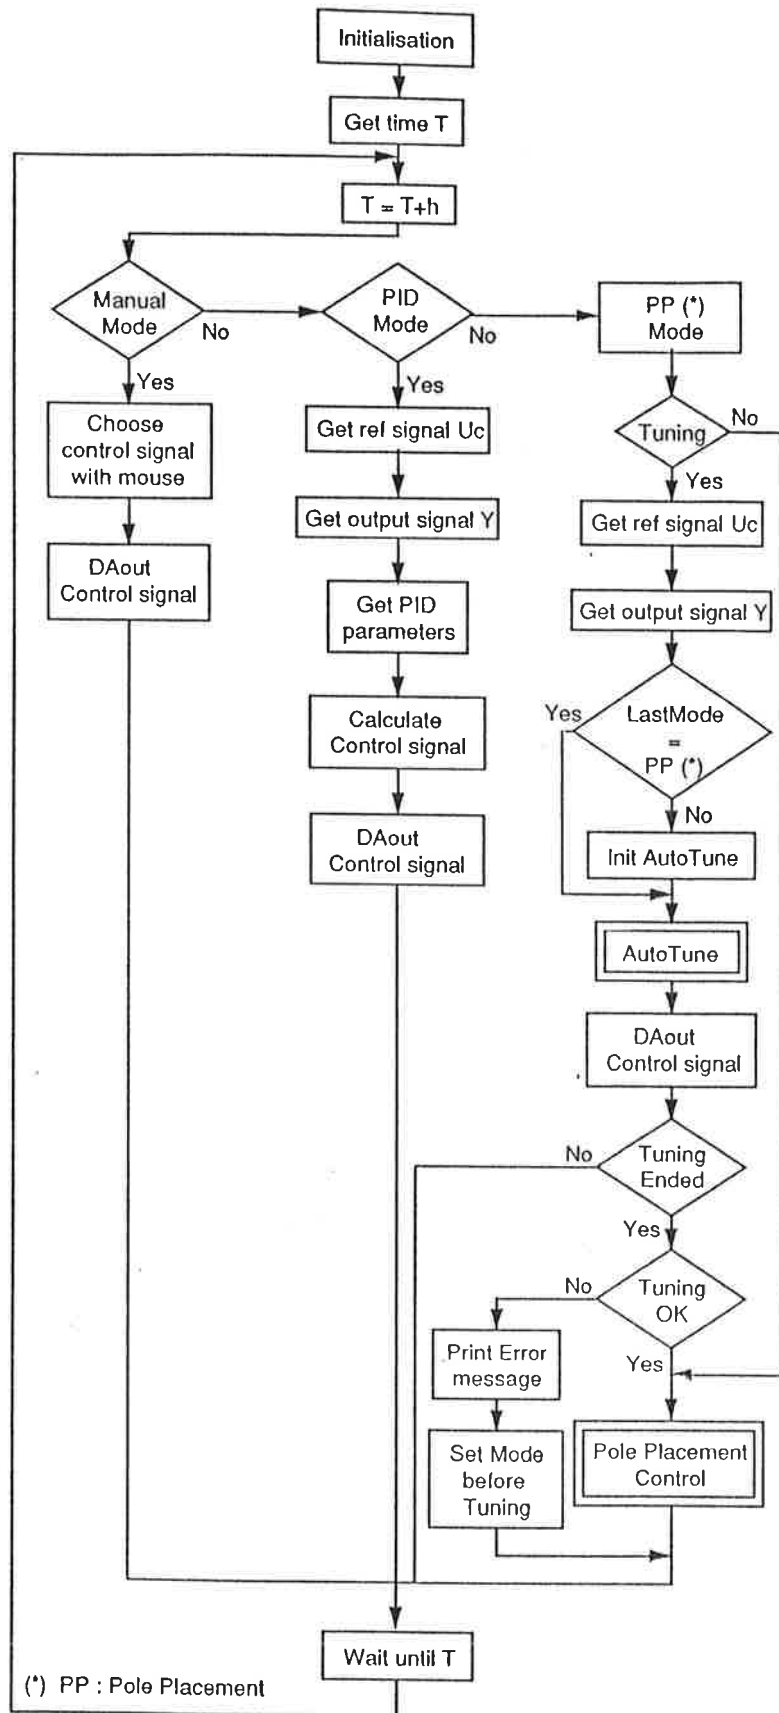 Initialisation
Get time T
T = T+h
Manual
Mode
No
Yes
PID
Mode
No
Yes
PP (*)
Mode
Choose
control signal
with mouse
DAout
Control signal
Get ref signal Uc
Get output signal Y
Get PID
parameters
Calculate
Control signal
DAout
Control signal
Tuning
No
Yes
Get ref signal Uc
Get output signal Y
LastMode
=
PP (*)
Yes
No
Init AutoTune
AutoTune
DAout
Control signal
Tuning
Ended
No
Yes
Tuning
OK
No
Yes
Print Error
message
Set Mode
before
Tuning
Pole Placement
Control
Wait until T
(*) PP : Pole Placement